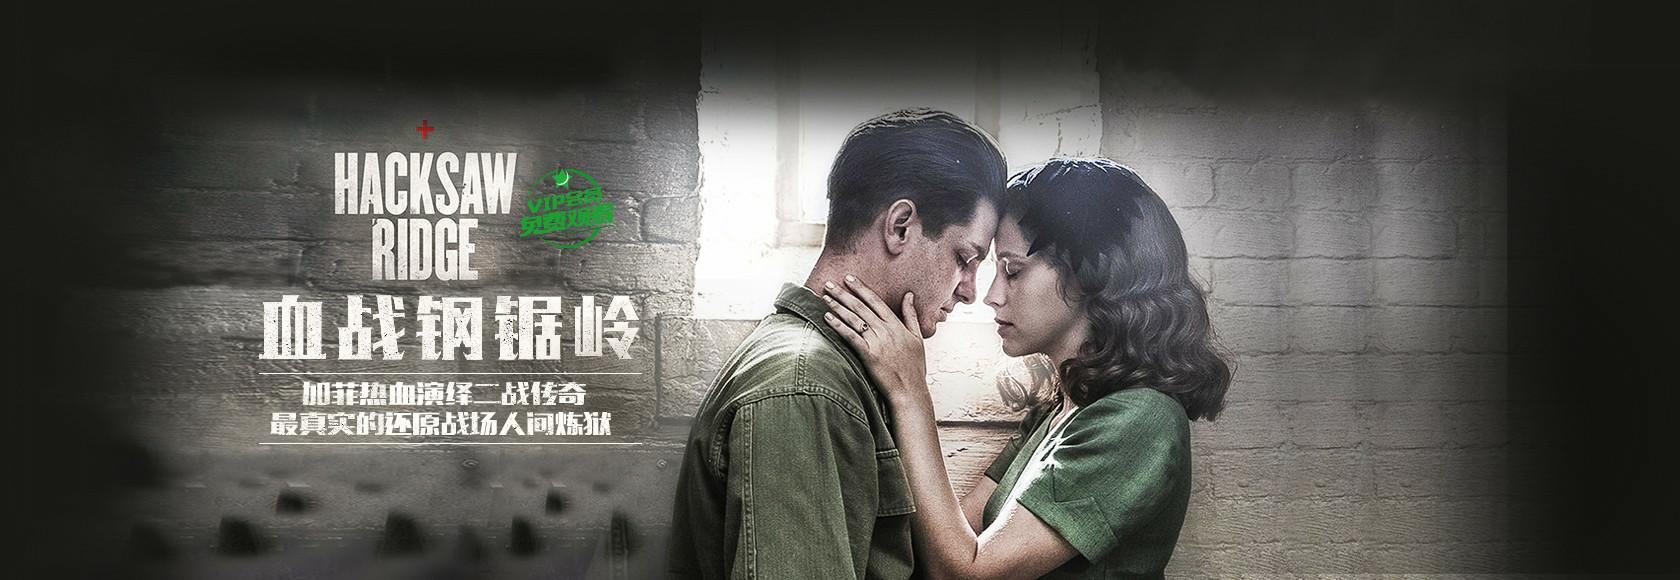 HACKSAW
RIDGE
VIP会员
免费观看
血战钢锯岭
加菲热血演绎二战传奇
最真实的还原战场人间炼狱